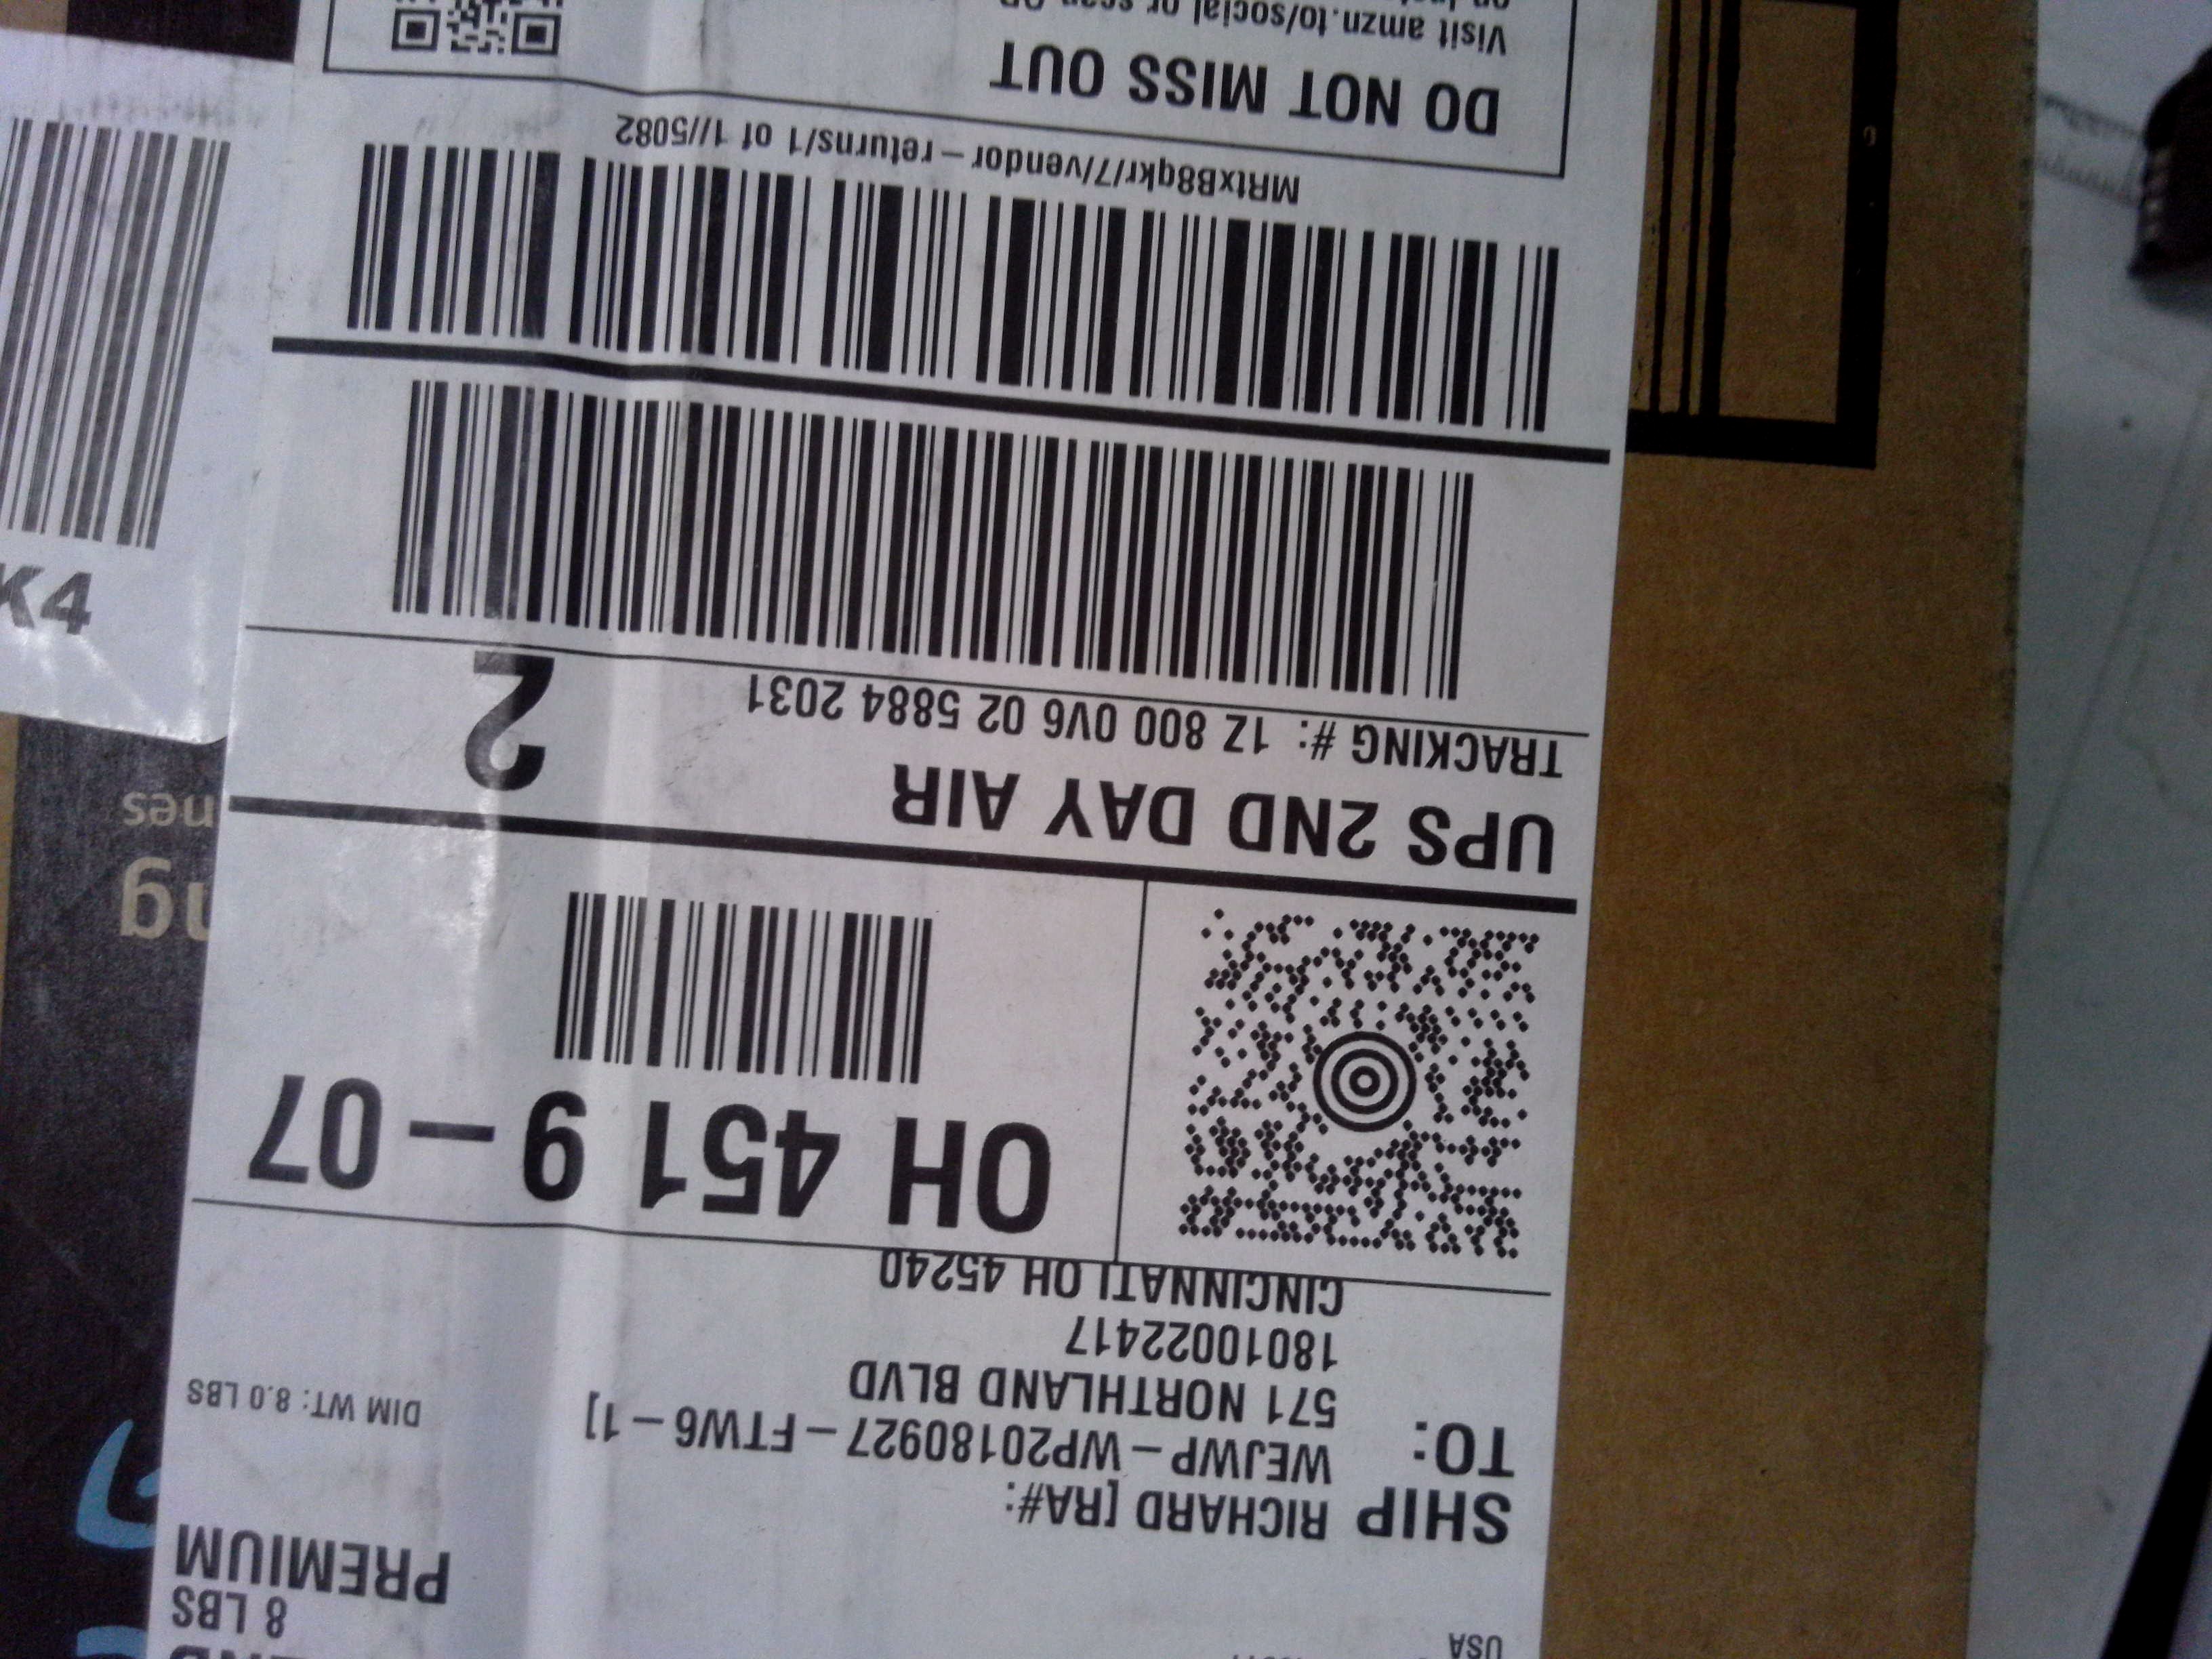 USA
8 LBS
PREMIUM
SHIP
TO:
RICHARD [RA#:
WEJWP-WP20180927-FTW6-1]
571 NORTHLAND BLVD
18010022417
CINCINNATI OH 45240
DIM WT: 8.0 LBS
OH 451 9-07
UPS 2ND DAY AIR
TRACKING #: 1Z 800 0V6 02 5884 2031
2
MRtxB8qkr/7/vendor-returns/1 of 1//5082
DO NOT MISS OUT
Visit amzn.to/social or scan QR
K4